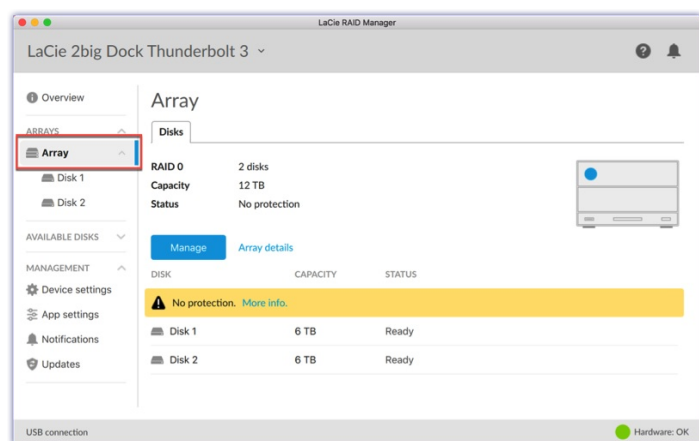 LaCie RAID Manager
LaCie 2big Dock Thunderbolt 3
Overview
ARRAYS
Array
Disk 1
Disk 2
AVAILABLE DISKS
MANAGEMENT
Device settings
App settings
Notifications
Updates
Array
Disks
RAID 0 2 disks
Capacity 12 TB
Status No protection
Manage Array details
DISK CAPACITY STATUS
No protection. More info.
Disk 1 6 TB Ready
Disk 2 6 TB Ready
USB connection Hardware: OK